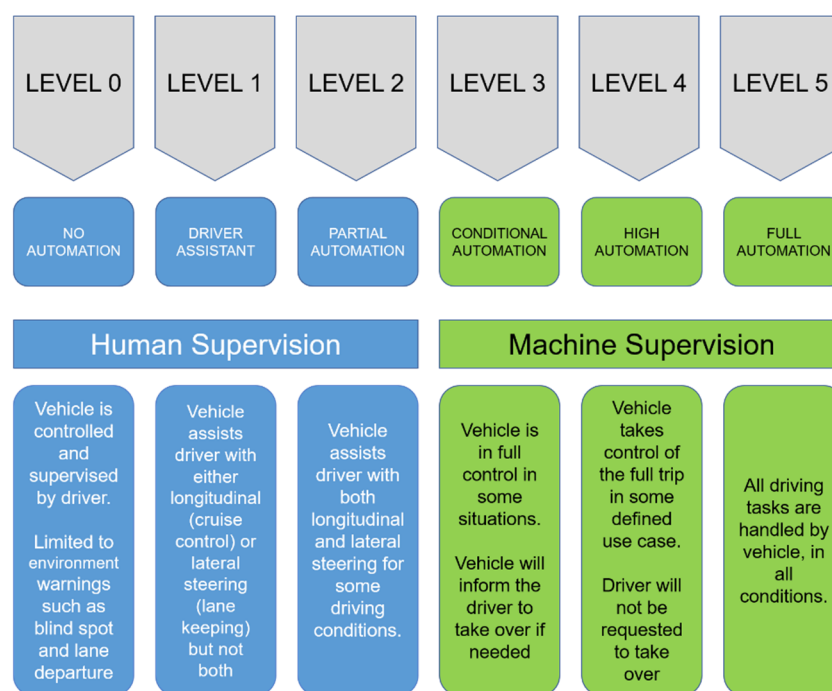 LEVEL 0
LEVEL 1
LEVEL 2
LEVEL 3
LEVEL 4
LEVEL 5
NO
AUTOMATION
DRIVER
ASSISTANT
PARTIAL
AUTOMATION
CONDITIONAL
AUTOMATION
HIGH
AUTOMATION
FULL
AUTOMATION
Human Supervision
Machine Supervision
Vehicle is
controlled
and
supervised
by driver.
Limited to
environment
warnings
such as
blind spot
and lane
departure
Vehicle
assists
driver with
either
longitudinal
(cruise
control) or
lateral
steering
(lane
keeping)
but not
both
Vehicle
assists
driver with
both
longitudinal
and lateral
steering for
some
driving
conditions.
Vehicle is
in full
control in
some
situations.
Vehicle will
inform the
driver to
take over if
needed
Vehicle
takes
control of
the full trip
in some
defined
use case.
Driver will
not be
requested
to take
over
All driving
tasks are
handled by
vehicle, in
all
conditions.